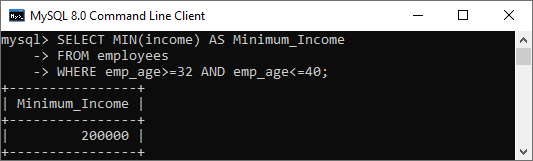 MySQL 8.0 Command Line Client
mysql> SELECT MIN(income) AS Minimum_Income
    -> FROM employees
    -> WHERE emp_age>=32 AND emp_age<=40;
+----------------+
| Minimum_Income |
+----------------+
|         200000 |
+----------------+